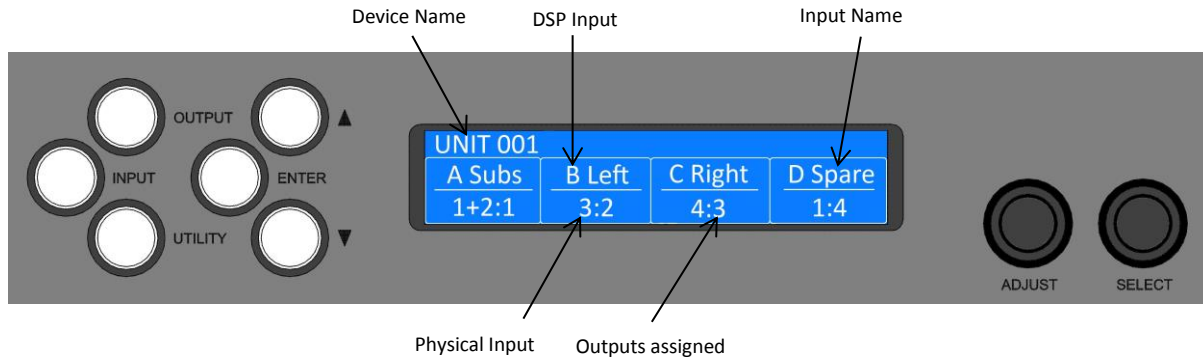 Device Name DSP Input Input Name
OUTPUT ▲
INPUT ENTER
UTILITY ▼
UNIT 001
A Subs B Left C Right D Spare
1+2:1 3:2 4:3 1:4
ADJUST SELECT
Physical Input Outputs assigned